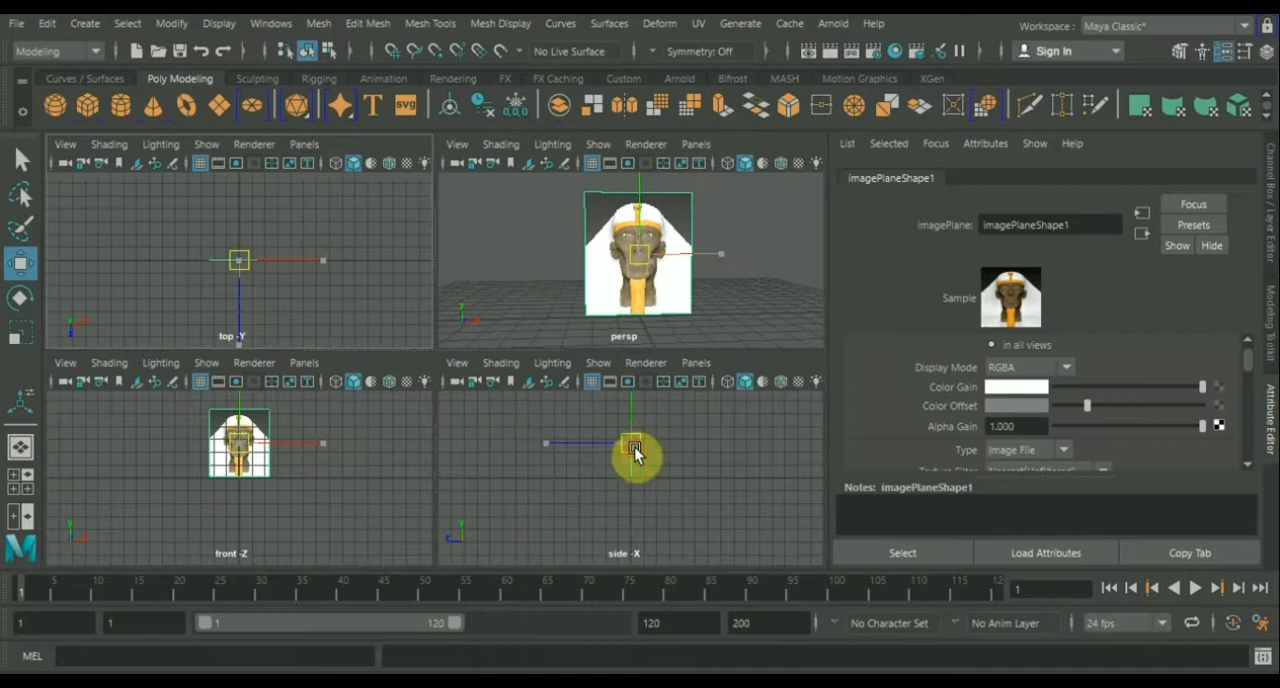 File Edit Create Select Modify Display Windows Mesh Edit Mesh Mesh Tools Mesh Display Curves Surfaces Deform UV Generate Cache Arnold Help
Workspace : Maya Classic*
Modeling No Live Surface Symmetry: Off IPR Sign In
Curves / Surfaces Poly Modeling Sculpting Rigging Animation Rendering FX FX Caching Custom Arnold Bifrost MASH Motion Graphics XGen
T svg 0,0,0
View Shading Lighting Show Renderer Panels
View Shading Lighting Show Renderer Panels
List Selected Focus Attributes Show Help
imagePlaneShape1
Focus
imagePlane: imagePlaneShape1
Presets
Show Hide
Sample
in all views
Display Mode RGBA
Color Gain
Color Offset
Alpha Gain 1.000
Type Image File
Notes: imagePlaneShape1
Select Load Attributes Copy Tab
Channel Box / Layer Editor
Modeling Toolkit
Attribute Editor
top -Y
persp
View Shading Lighting Show Renderer Panels
View Shading Lighting Show Renderer Panels
front -Z
side -X
5 10 15 20 25 30 35 40 45 50 55 60 65 70 75 80 85 90 95 100 105 110 115 12
1
1
1 1 1 120 120 200 No Character Set No Anim Layer 24 fps
MEL